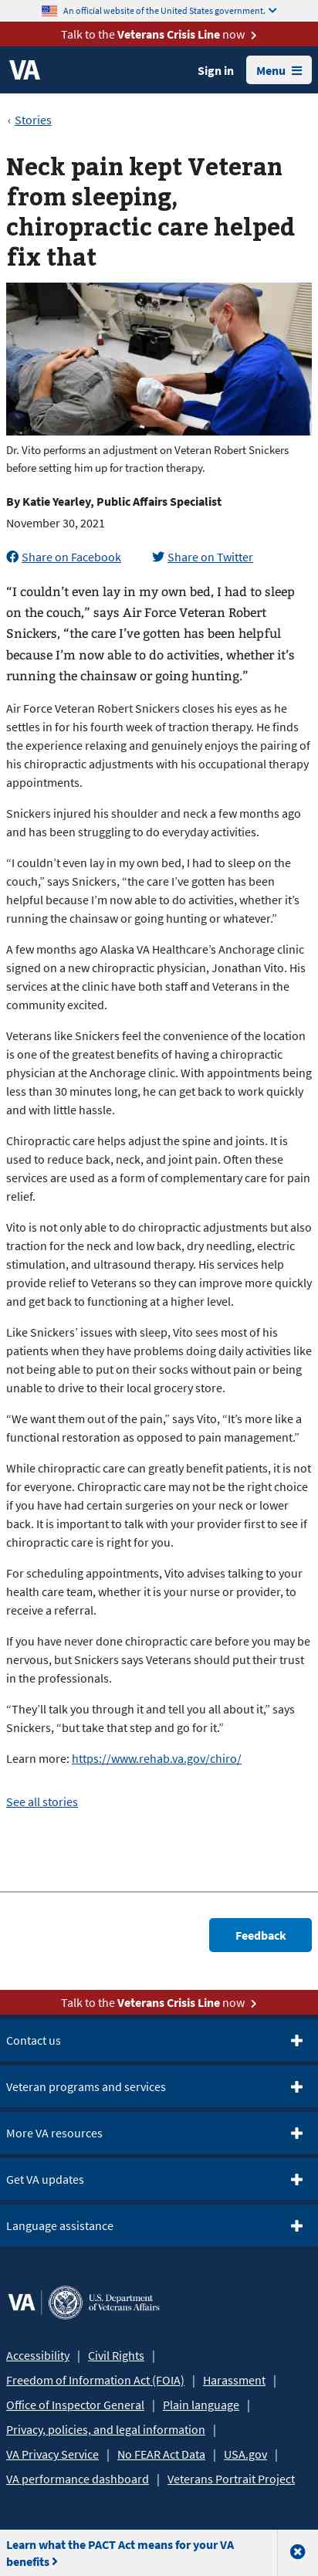 An official website of the United States government.
Talk to the Veterans Crisis Line now
VA
Sign in
Menu
Stories
Neck pain kept Veteran
from sleeping,
chiropractic care helped
fix that
Dr. Vito performs an adjustment on Veteran Robert Snickers
before setting him up for traction therapy.
By Katie Yearley, Public Affairs Specialist
November 30, 2021
Share on Facebook
Share on Twitter
“I couldn’t even lay in my own bed, I had to sleep
on the couch,” says Air Force Veteran Robert
Snickers, “the care I’ve gotten has been helpful
because I’m now able to do activities, whether it’s
running the chainsaw or going hunting.”
Air Force Veteran Robert Snickers closes his eyes as he
settles in for his fourth week of traction therapy. He finds
the experience relaxing and genuinely enjoys the pairing of
his chiropractic adjustments with his occupational therapy
appointments.
Snickers injured his shoulder and neck a few months ago
and has been struggling to do everyday activities.
“I couldn’t even lay in my own bed, I had to sleep on the
couch,” says Snickers, “the care I’ve gotten has been
helpful because I’m now able to do activities, whether it’s
running the chainsaw or going hunting or whatever.”
A few months ago Alaska VA Healthcare’s Anchorage clinic
signed on a new chiropractic physician, Jonathan Vito. His
services at the clinic have both staff and Veterans in the
community excited.
Veterans like Snickers feel the convenience of the location
is one of the greatest benefits of having a chiropractic
physician at the Anchorage clinic. With appointments being
less than 30 minutes long, he can get back to work quickly
and with little hassle.
Chiropractic care helps adjust the spine and joints. It is
used to reduce back, neck, and joint pain. Often these
services are used as a form of complementary care for pain
relief.
Vito is not only able to do chiropractic adjustments but also
traction for the neck and low back, dry needling, electric
stimulation, and ultrasound therapy. His services help
provide relief to Veterans so they can improve more quickly
and get back to functioning at a higher level.
Like Snickers’ issues with sleep, Vito sees most of his
patients when they have problems doing daily activities like
not being able to put on their socks without pain or being
unable to drive to their local grocery store.
“We want them out of the pain,” says Vito, “It’s more like a
functional restoration as opposed to pain management.”
While chiropractic care can greatly benefit patients, it is not
for everyone. Chiropractic care may not be the right choice
if you have had certain surgeries on your neck or lower
back. It is important to talk with your provider first to see if
chiropractic care is right for you.
For scheduling appointments, Vito advises talking to your
health care team, whether it is your nurse or provider, to
receive a referral.
If you have never done chiropractic care before you may be
nervous, but Snickers says Veterans should put their trust
in the professionals.
“They’ll talk you through it and tell you all about it,” says
Snickers, “but take that step and go for it.”
Learn more: https://www.rehab.va.gov/chiro/
See all stories
Feedback
Talk to the Veterans Crisis Line now
Contact us
Veteran programs and services
More VA resources
Get VA updates
Language assistance
VA
U.S. Department
of Veterans Affairs
Accessibility | Civil Rights |
Freedom of Information Act (FOIA) | Harassment |
Office of Inspector General | Plain language |
Privacy, policies, and legal information |
VA Privacy Service | No FEAR Act Data | USA.gov |
VA performance dashboard | Veterans Portrait Project
Learn what the PACT Act means for your VA
benefits